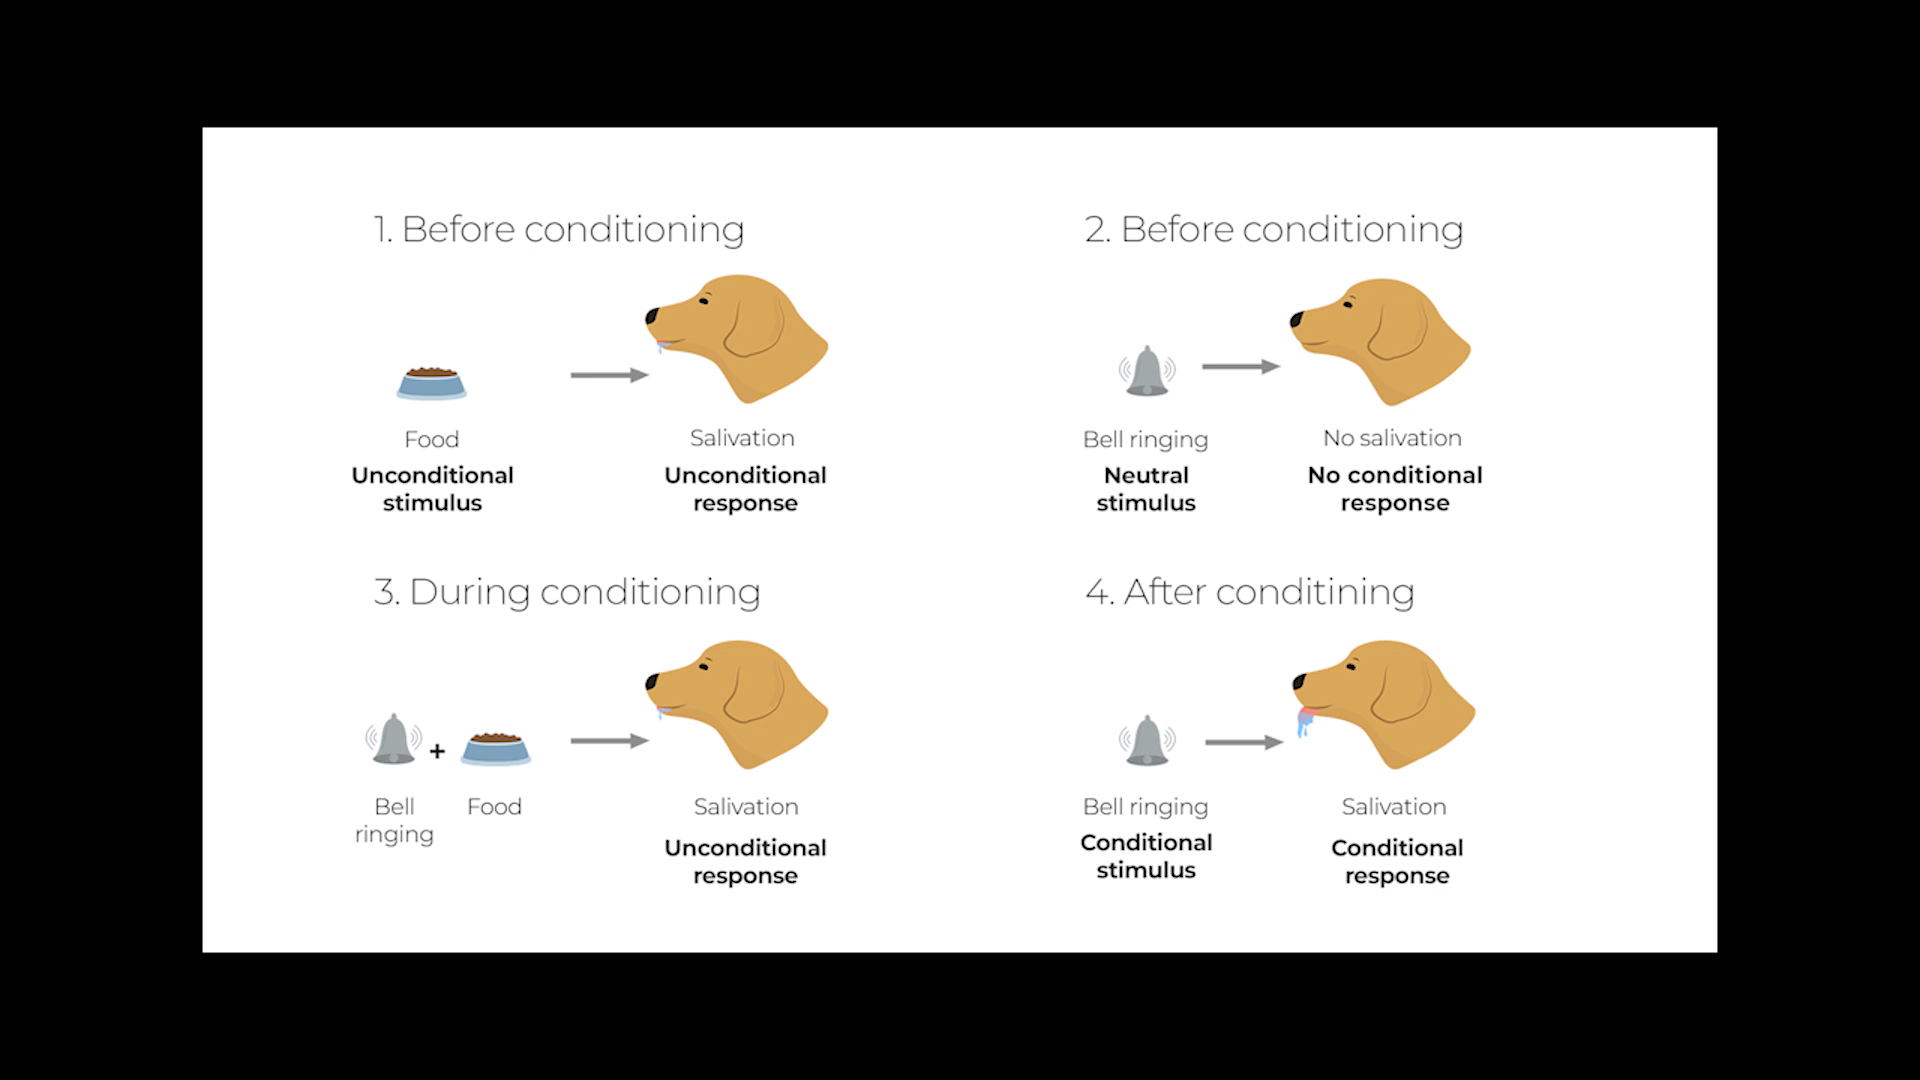 1. Before conditioning
Food
Unconditional
stimulus
Salivation
Unconditional
response
2. Before conditioning
Bell ringing
Neutral
stimulus
No salivation
No conditional
response
3. During conditioning
+
Bell
ringing
Food
Salivation
Unconditional
response
4. After conditining
Bell ringing
Conditional
stimulus
Salivation
Conditional
response